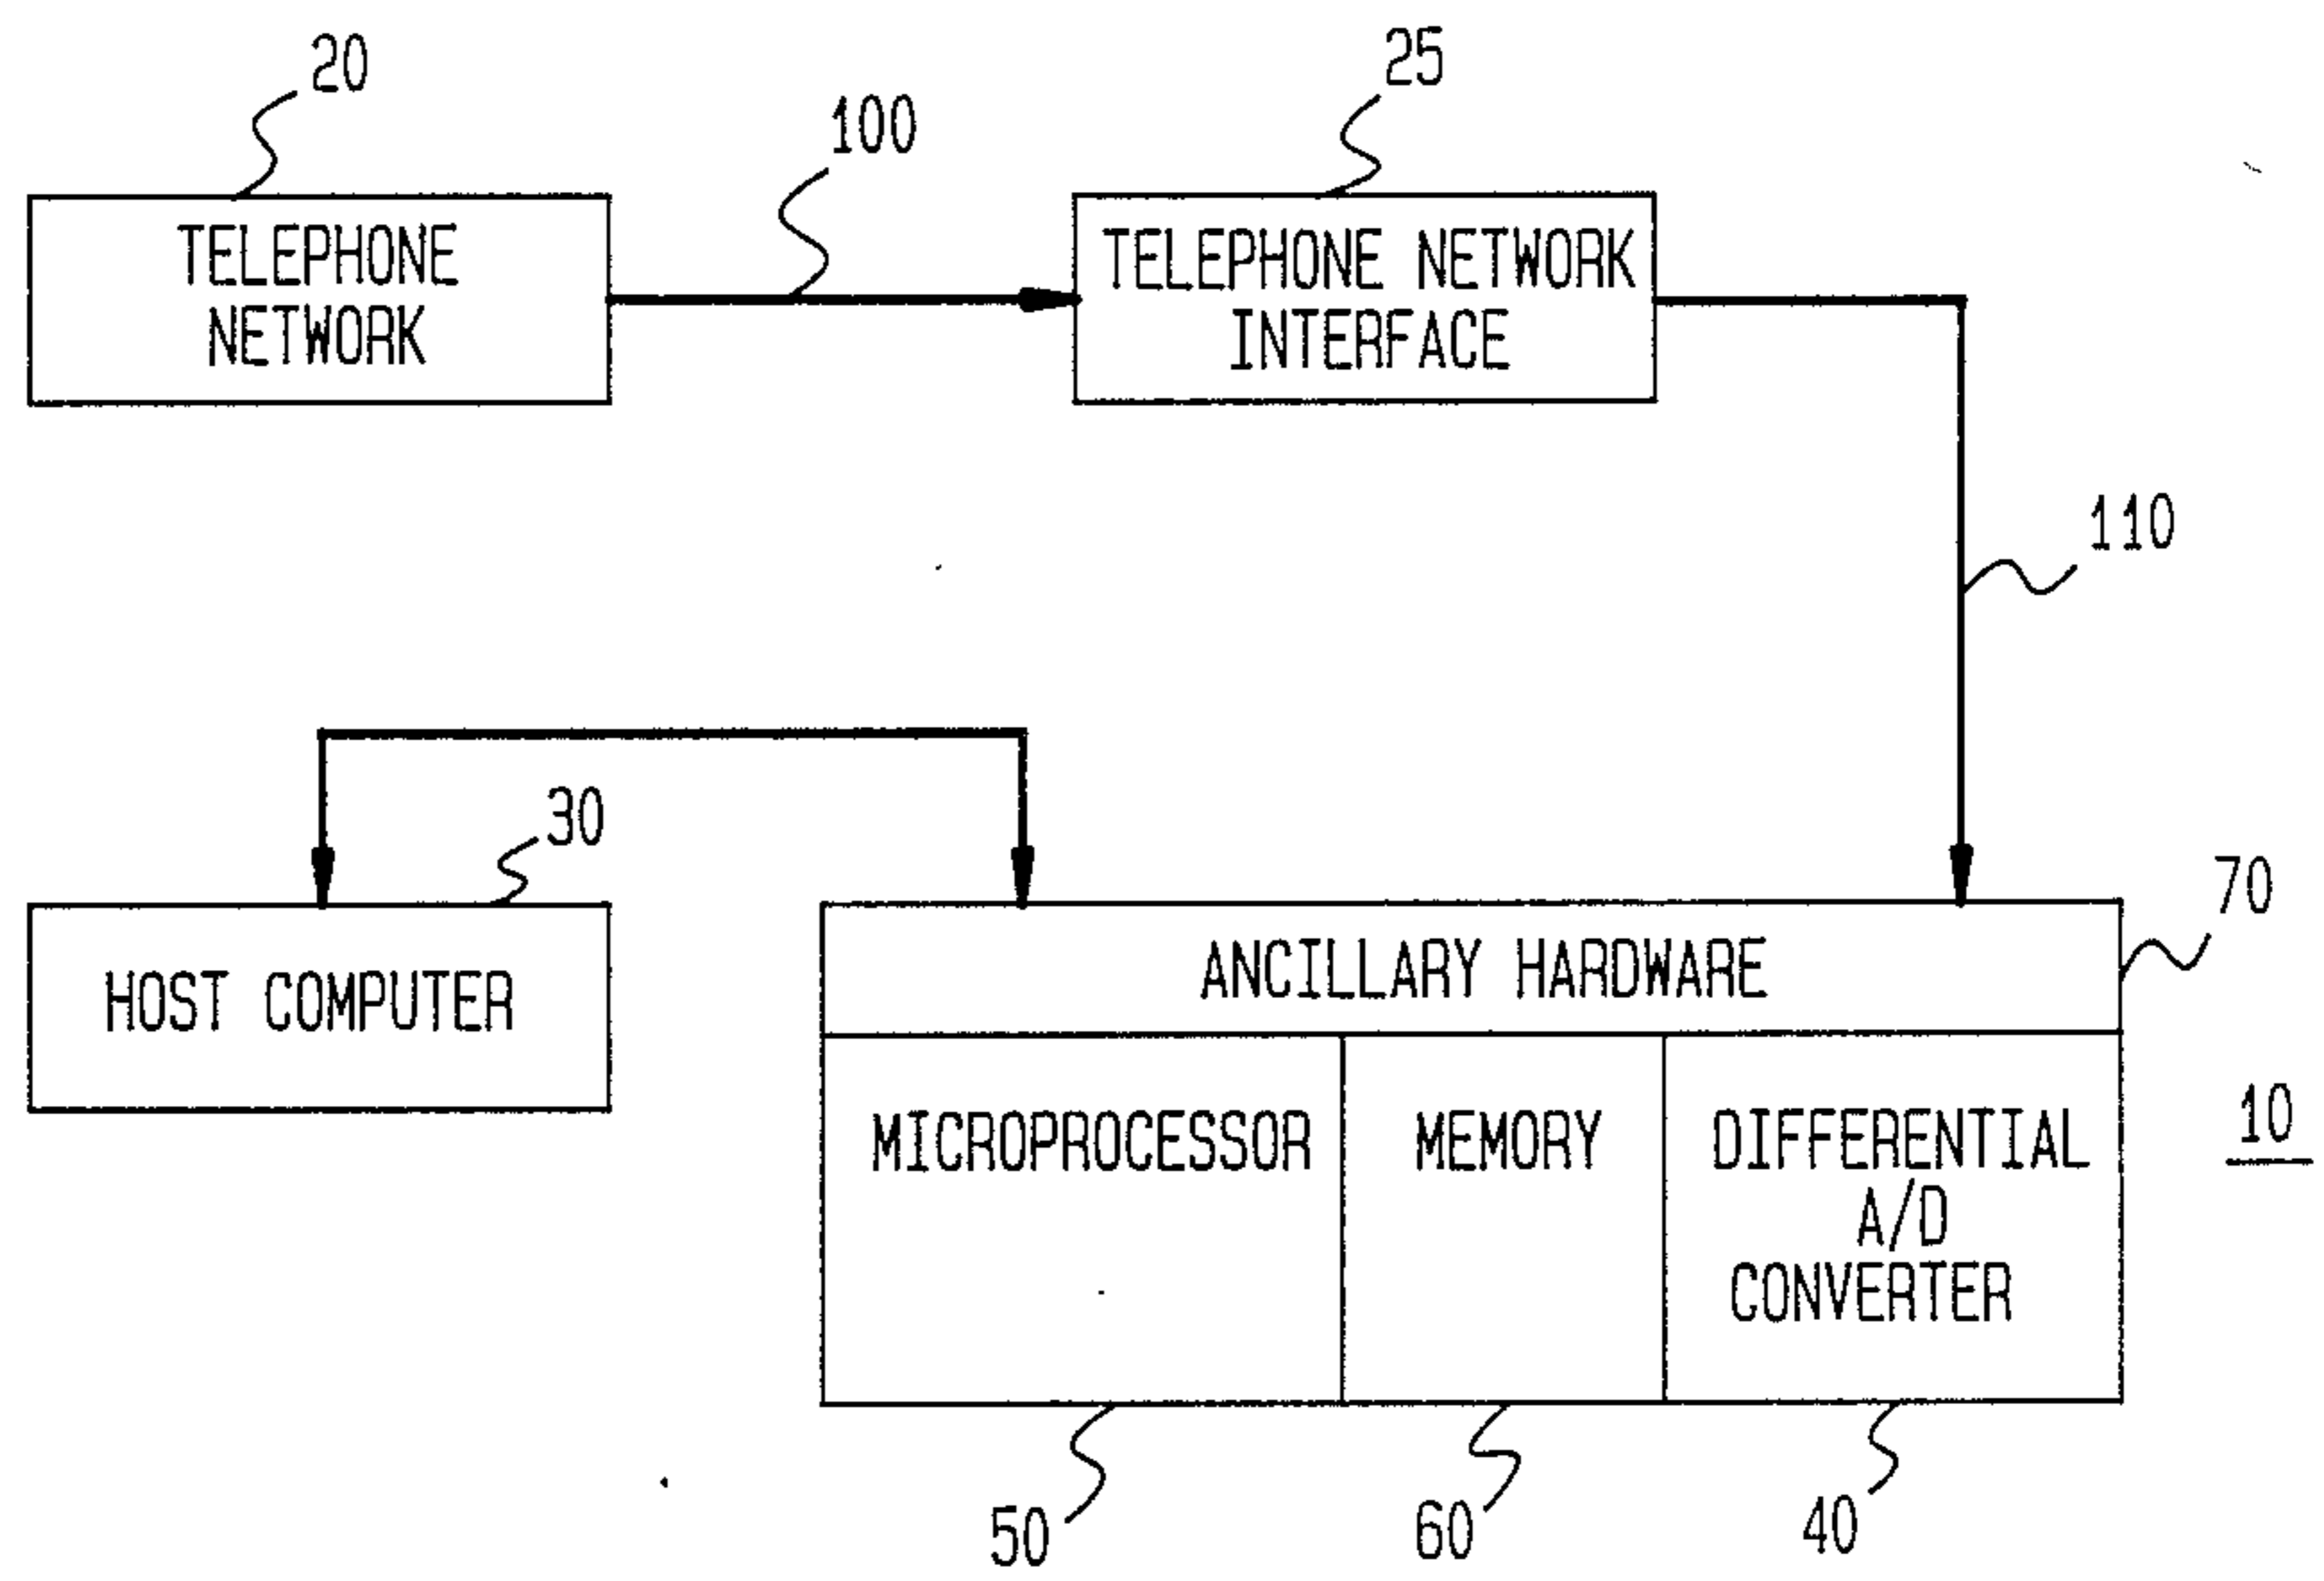 20
25
100
TELEPHONE
NETWORK
TELEPHONE NETWORK
INTERFACE
110
30
70
HOST COMPUTER
ANCILLARY HARDWARE
10
MICROPROCESSOR
MEMORY
DIFFERENTIAL
A/D
CONVERTER
50
60
40